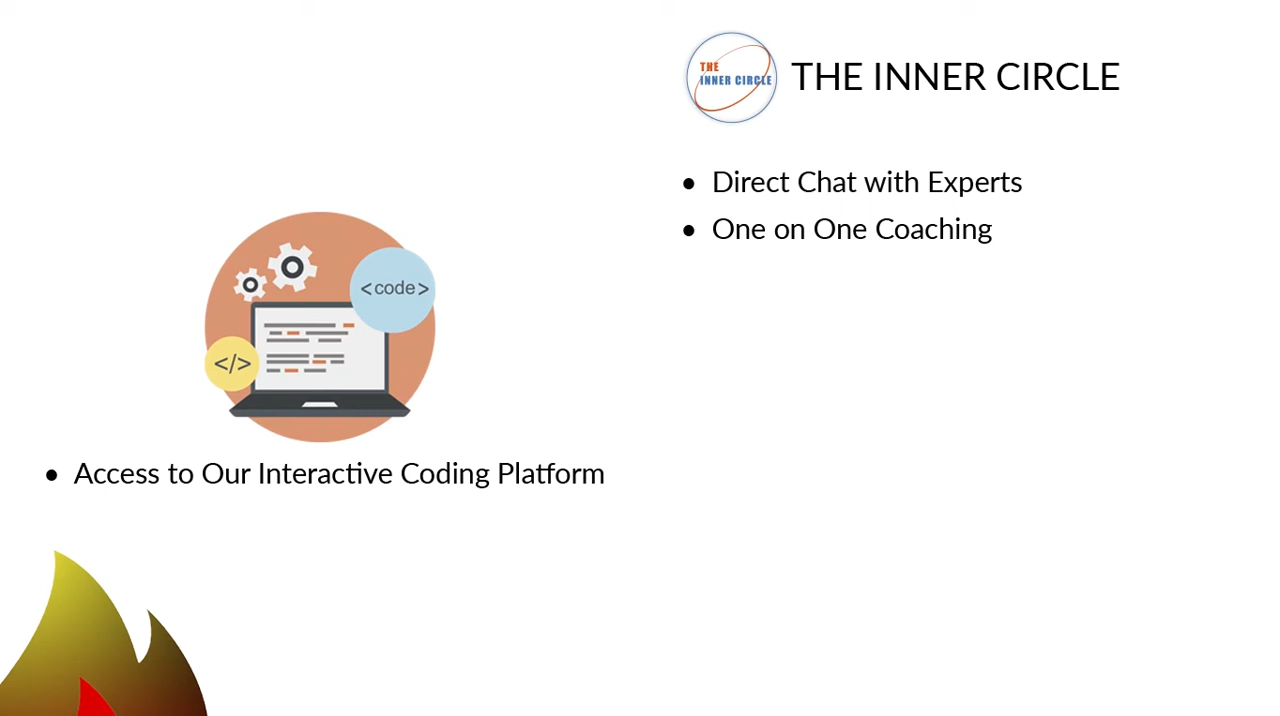 THE
INNER CIRCLE
THE INNER CIRCLE
• Direct Chat with Experts
• One on One Coaching
<code>
</>
• Access to Our Interactive Coding Platform